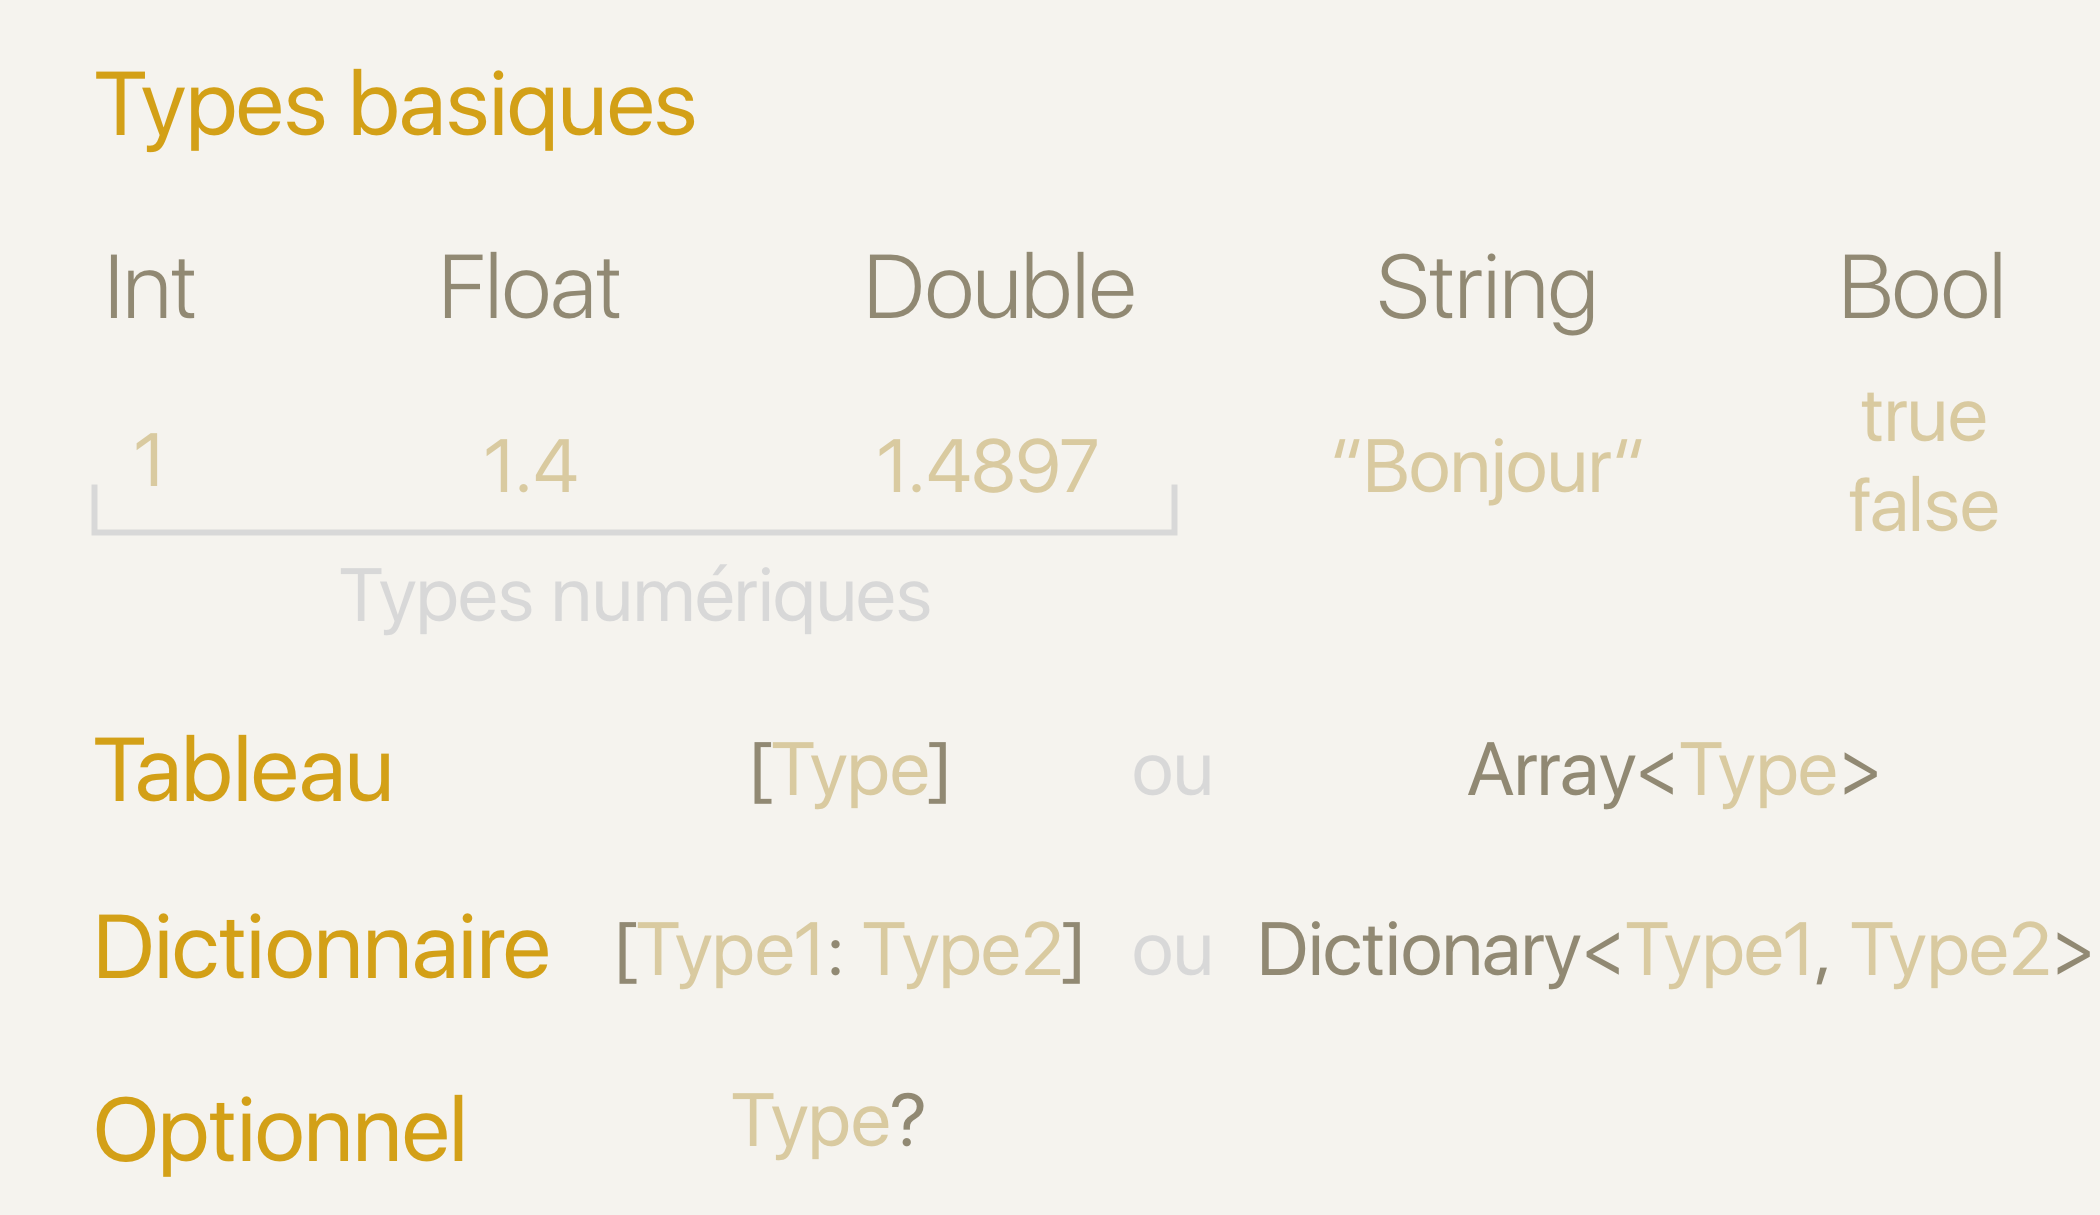 Types basiques
Int Float Double String Bool
1 1.4 1.4897 “Bonjour“ true
false
Types numériques
Tableau [Type] ou Array<Type>
Dictionnaire [Type1: Type2] ou Dictionary<Type1, Type2>
Optionnel Type?